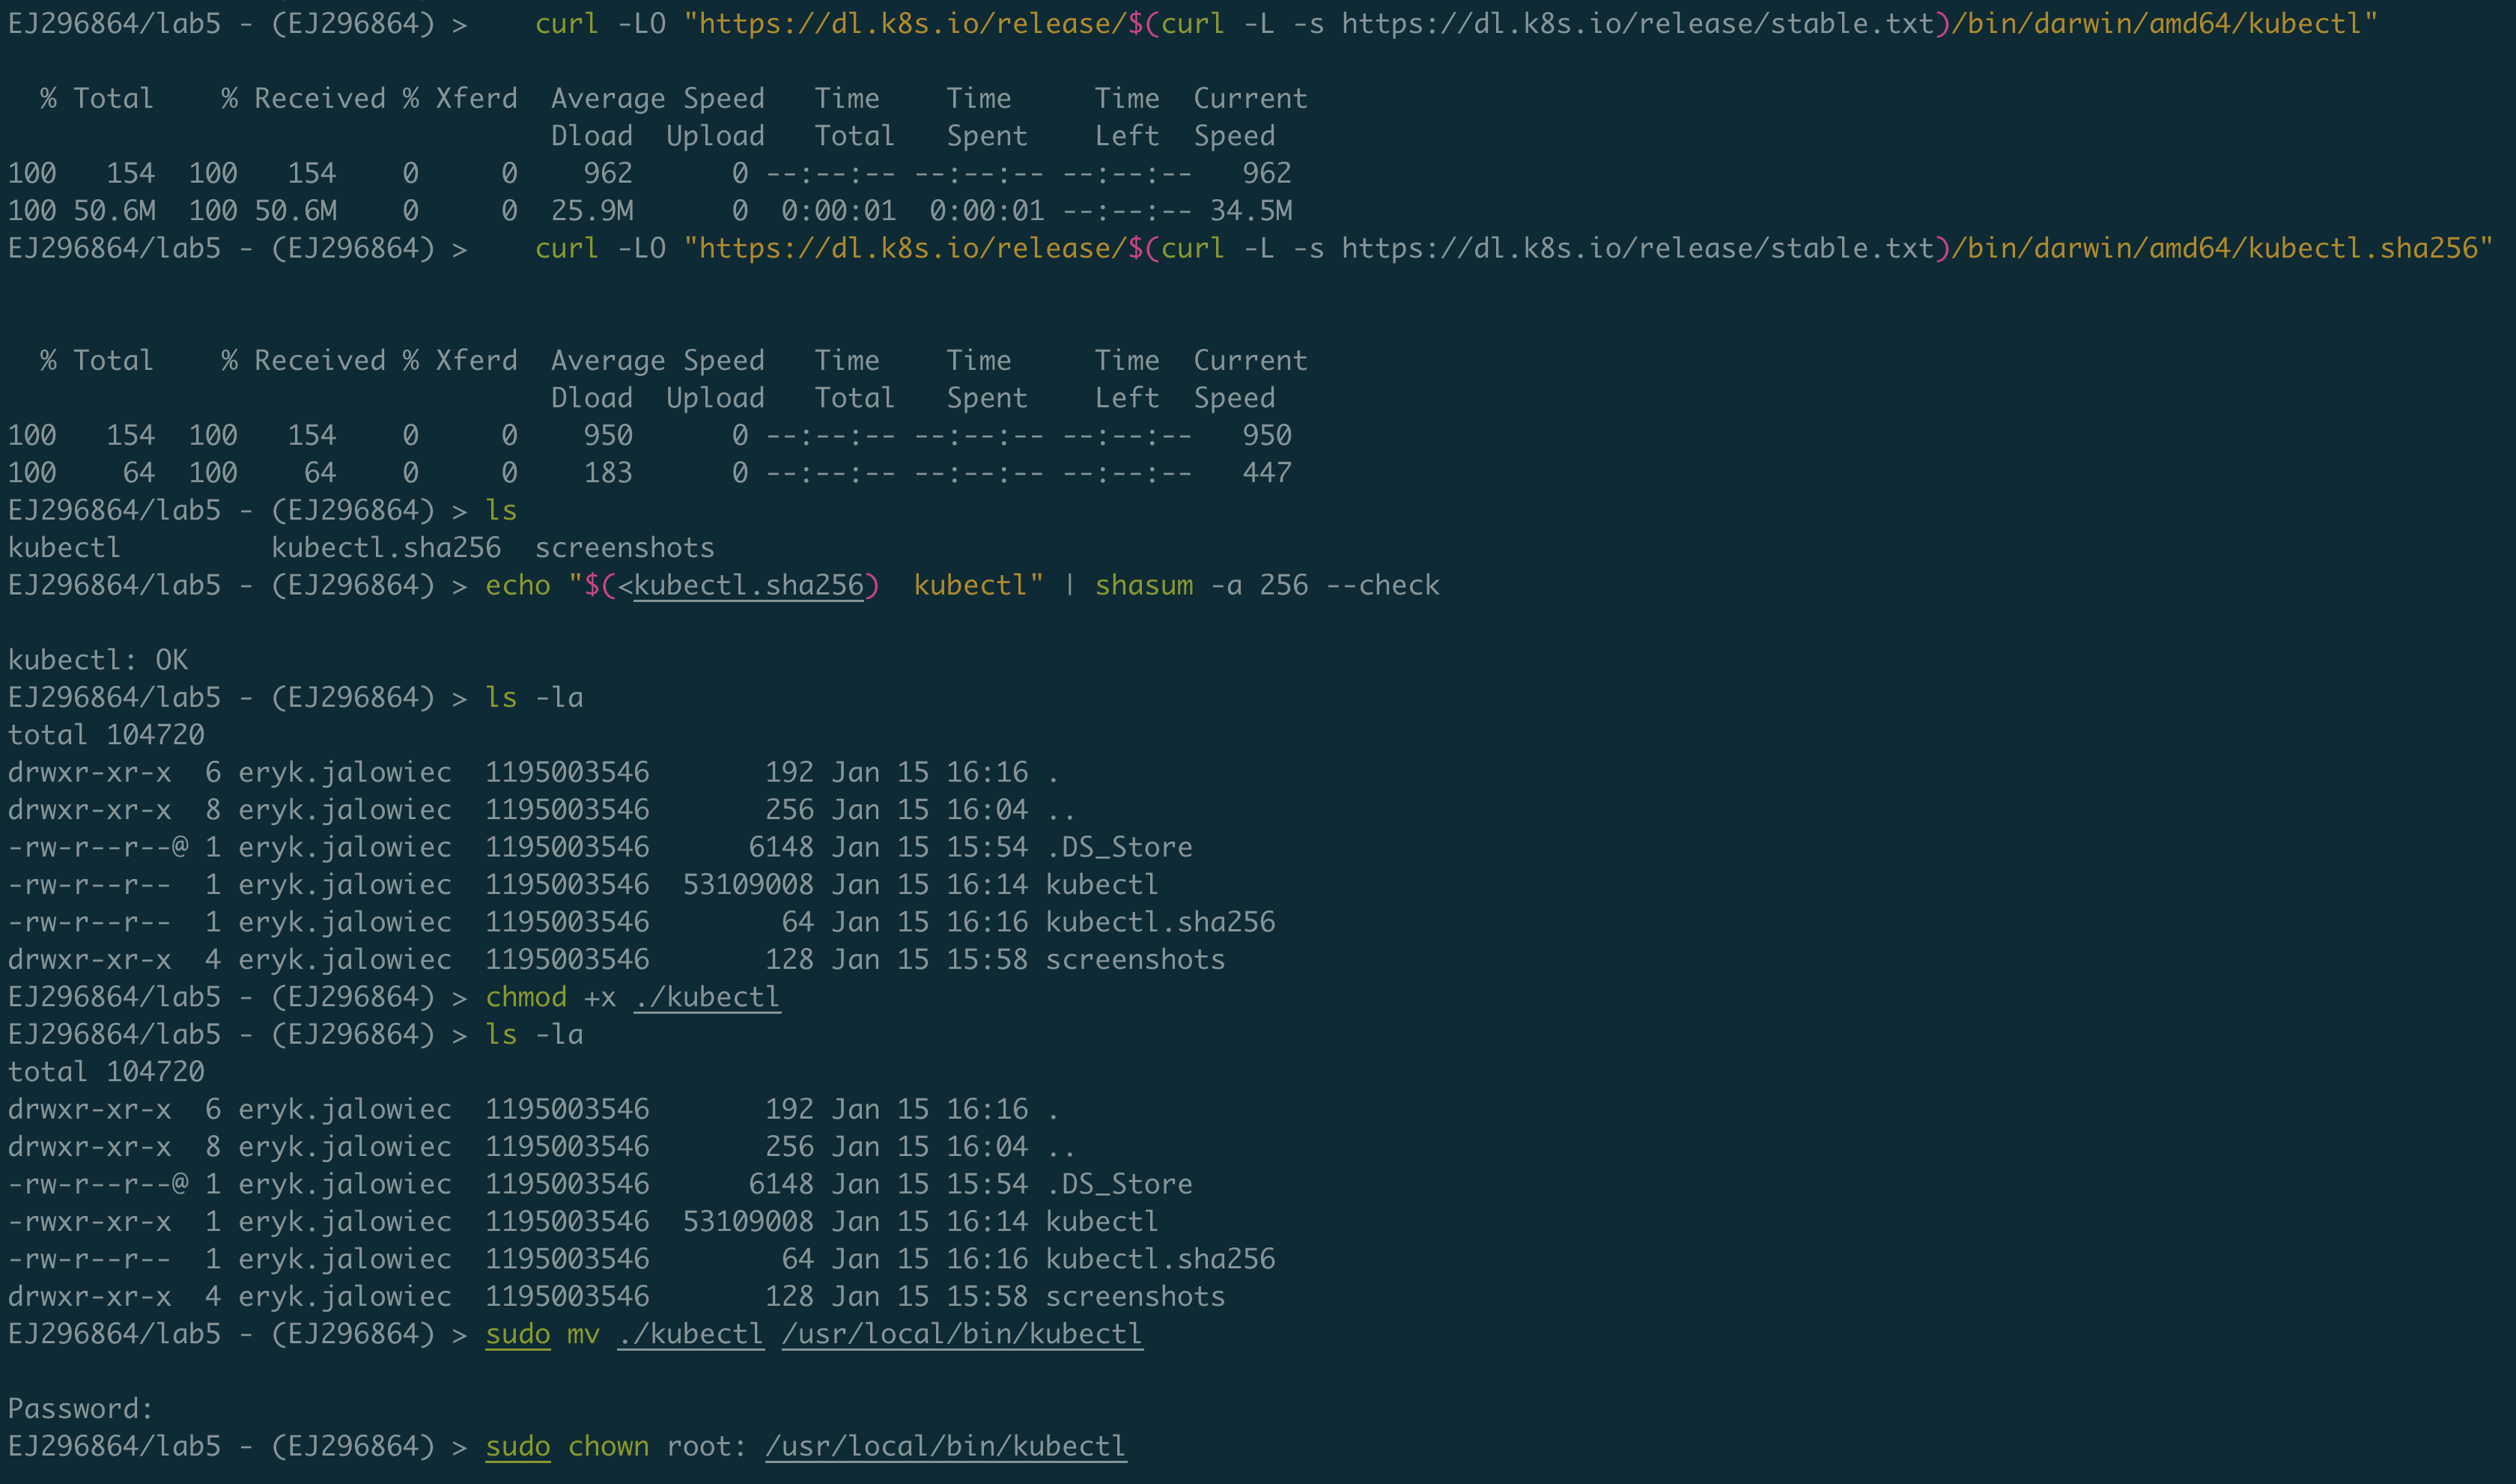 EJ296864/lab5 - (EJ296864) >    curl -LO "https://dl.k8s.io/release/$(curl -L -s https://dl.k8s.io/release/stable.txt)/bin/darwin/amd64/kubectl"
  % Total    % Received % Xferd  Average Speed   Time    Time     Time  Current
                                 Dload  Upload   Total   Spent    Left  Speed
100   154  100   154    0     0    962      0 --:--:-- --:--:-- --:--:--   962
100 50.6M  100 50.6M    0     0  25.9M      0  0:00:01  0:00:01 --:--:-- 34.5M
EJ296864/lab5 - (EJ296864) >    curl -LO "https://dl.k8s.io/release/$(curl -L -s https://dl.k8s.io/release/stable.txt)/bin/darwin/amd64/kubectl.sha256"
  % Total    % Received % Xferd  Average Speed   Time    Time     Time  Current
                                 Dload  Upload   Total   Spent    Left  Speed
100   154  100   154    0     0    950      0 --:--:-- --:--:-- --:--:--   950
100    64  100    64    0     0    183      0 --:--:-- --:--:-- --:--:--   447
EJ296864/lab5 - (EJ296864) > ls
kubectl         kubectl.sha256  screenshots
EJ296864/lab5 - (EJ296864) > echo "$(<kubectl.sha256)  kubectl" | shasum -a 256 --check
kubectl: OK
EJ296864/lab5 - (EJ296864) > ls -la
total 104720
drwxr-xr-x  6 eryk.jalowiec  1195003546       192 Jan 15 16:16 .
drwxr-xr-x  8 eryk.jalowiec  1195003546       256 Jan 15 16:04 ..
-rw-r--r--@ 1 eryk.jalowiec  1195003546      6148 Jan 15 15:54 .DS_Store
-rw-r--r--  1 eryk.jalowiec  1195003546  53109008 Jan 15 16:14 kubectl
-rw-r--r--  1 eryk.jalowiec  1195003546        64 Jan 15 16:16 kubectl.sha256
drwxr-xr-x  4 eryk.jalowiec  1195003546       128 Jan 15 15:58 screenshots
EJ296864/lab5 - (EJ296864) > chmod +x ./kubectl
EJ296864/lab5 - (EJ296864) > ls -la
total 104720
drwxr-xr-x  6 eryk.jalowiec  1195003546       192 Jan 15 16:16 .
drwxr-xr-x  8 eryk.jalowiec  1195003546       256 Jan 15 16:04 ..
-rw-r--r--@ 1 eryk.jalowiec  1195003546      6148 Jan 15 15:54 .DS_Store
-rwxr-xr-x  1 eryk.jalowiec  1195003546  53109008 Jan 15 16:14 kubectl
-rw-r--r--  1 eryk.jalowiec  1195003546        64 Jan 15 16:16 kubectl.sha256
drwxr-xr-x  4 eryk.jalowiec  1195003546       128 Jan 15 15:58 screenshots
EJ296864/lab5 - (EJ296864) > sudo mv ./kubectl /usr/local/bin/kubectl
Password:
EJ296864/lab5 - (EJ296864) > sudo chown root: /usr/local/bin/kubectl